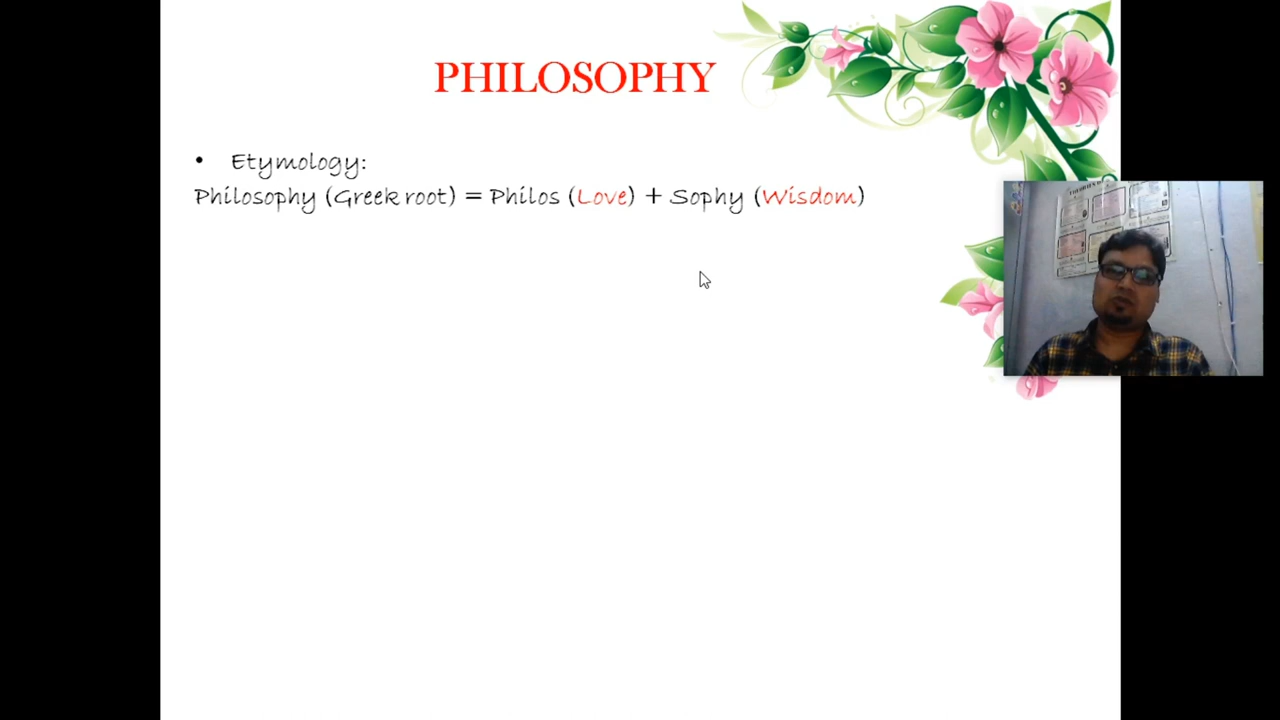 PHILOSOPHY
• Etymology:
Philosophy (Greek root) = Philos (Love) + Sophy (Wisdom)